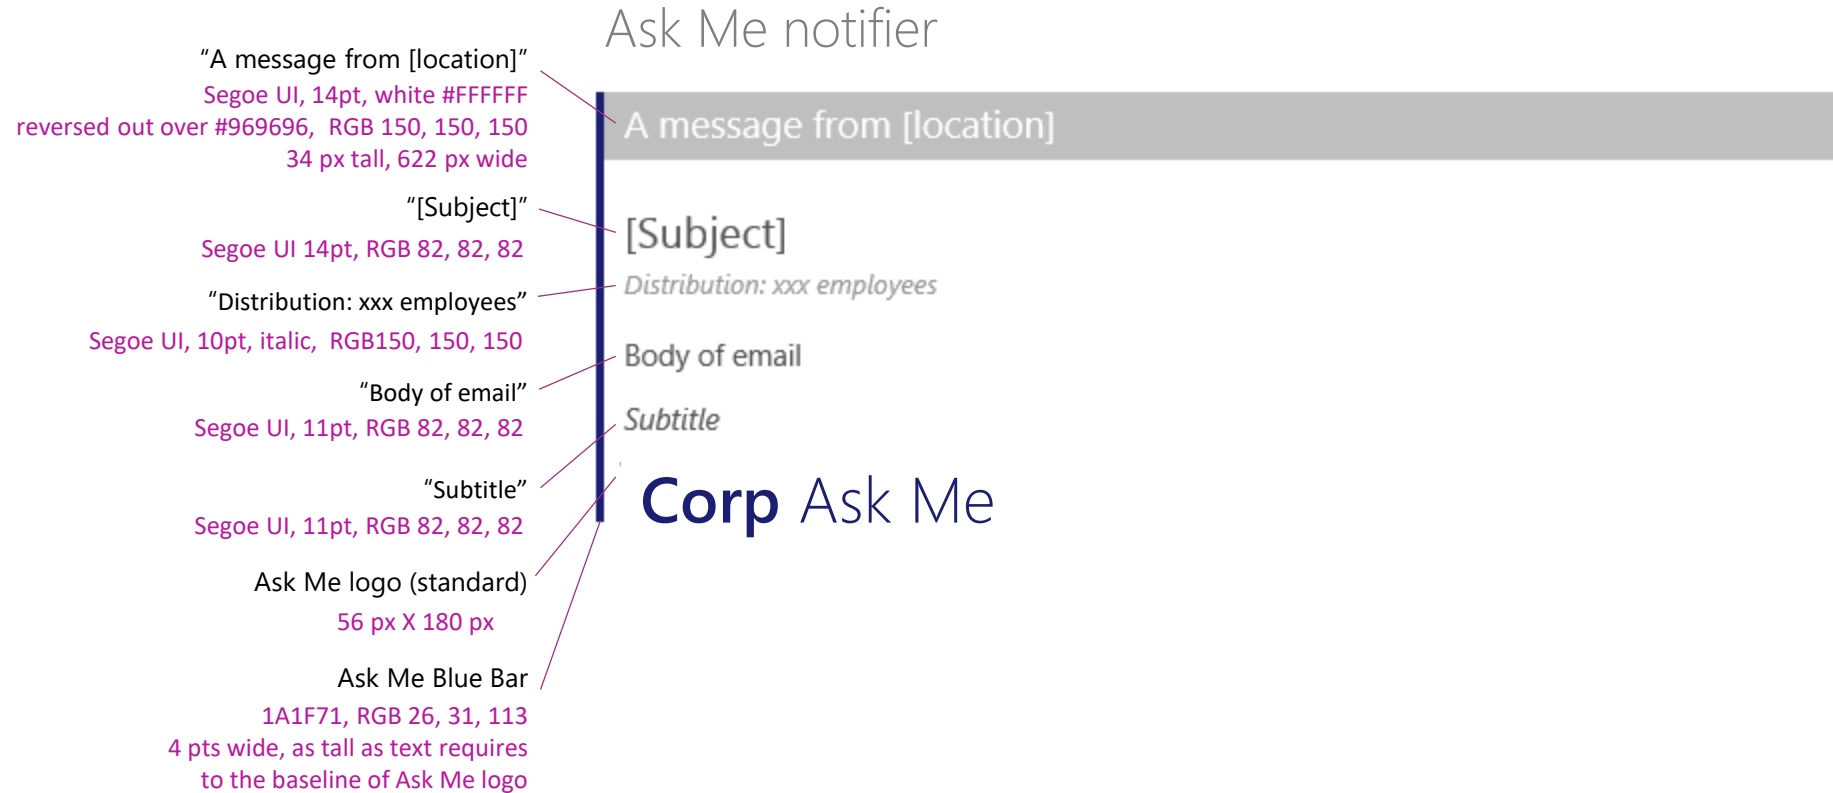 Ask Me notifier
“A message from [location]”
Segoe UI, 14pt, white #FFFFFF
reversed out over #969696, RGB 150, 150, 150
34 px tall, 622 px wide
“[Subject]”
Segoe UI 14pt, RGB 82, 82, 82
“Distribution: xxx employees”
Segoe UI, 10pt, italic, RGB150, 150, 150
“Body of email”
Segoe UI, 11pt, RGB 82, 82, 82
“Subtitle”
Segoe UI, 11pt, RGB 82, 82, 82
Ask Me logo (standard)
56 px X 180 px
Ask Me Blue Bar
1A1F71, RGB 26, 31, 113
4 pts wide, as tall as text requires
to the baseline of Ask Me logo
A message from [location]
[Subject]
Distribution: xxx employees
Body of email
Subtitle
Corp Ask Me